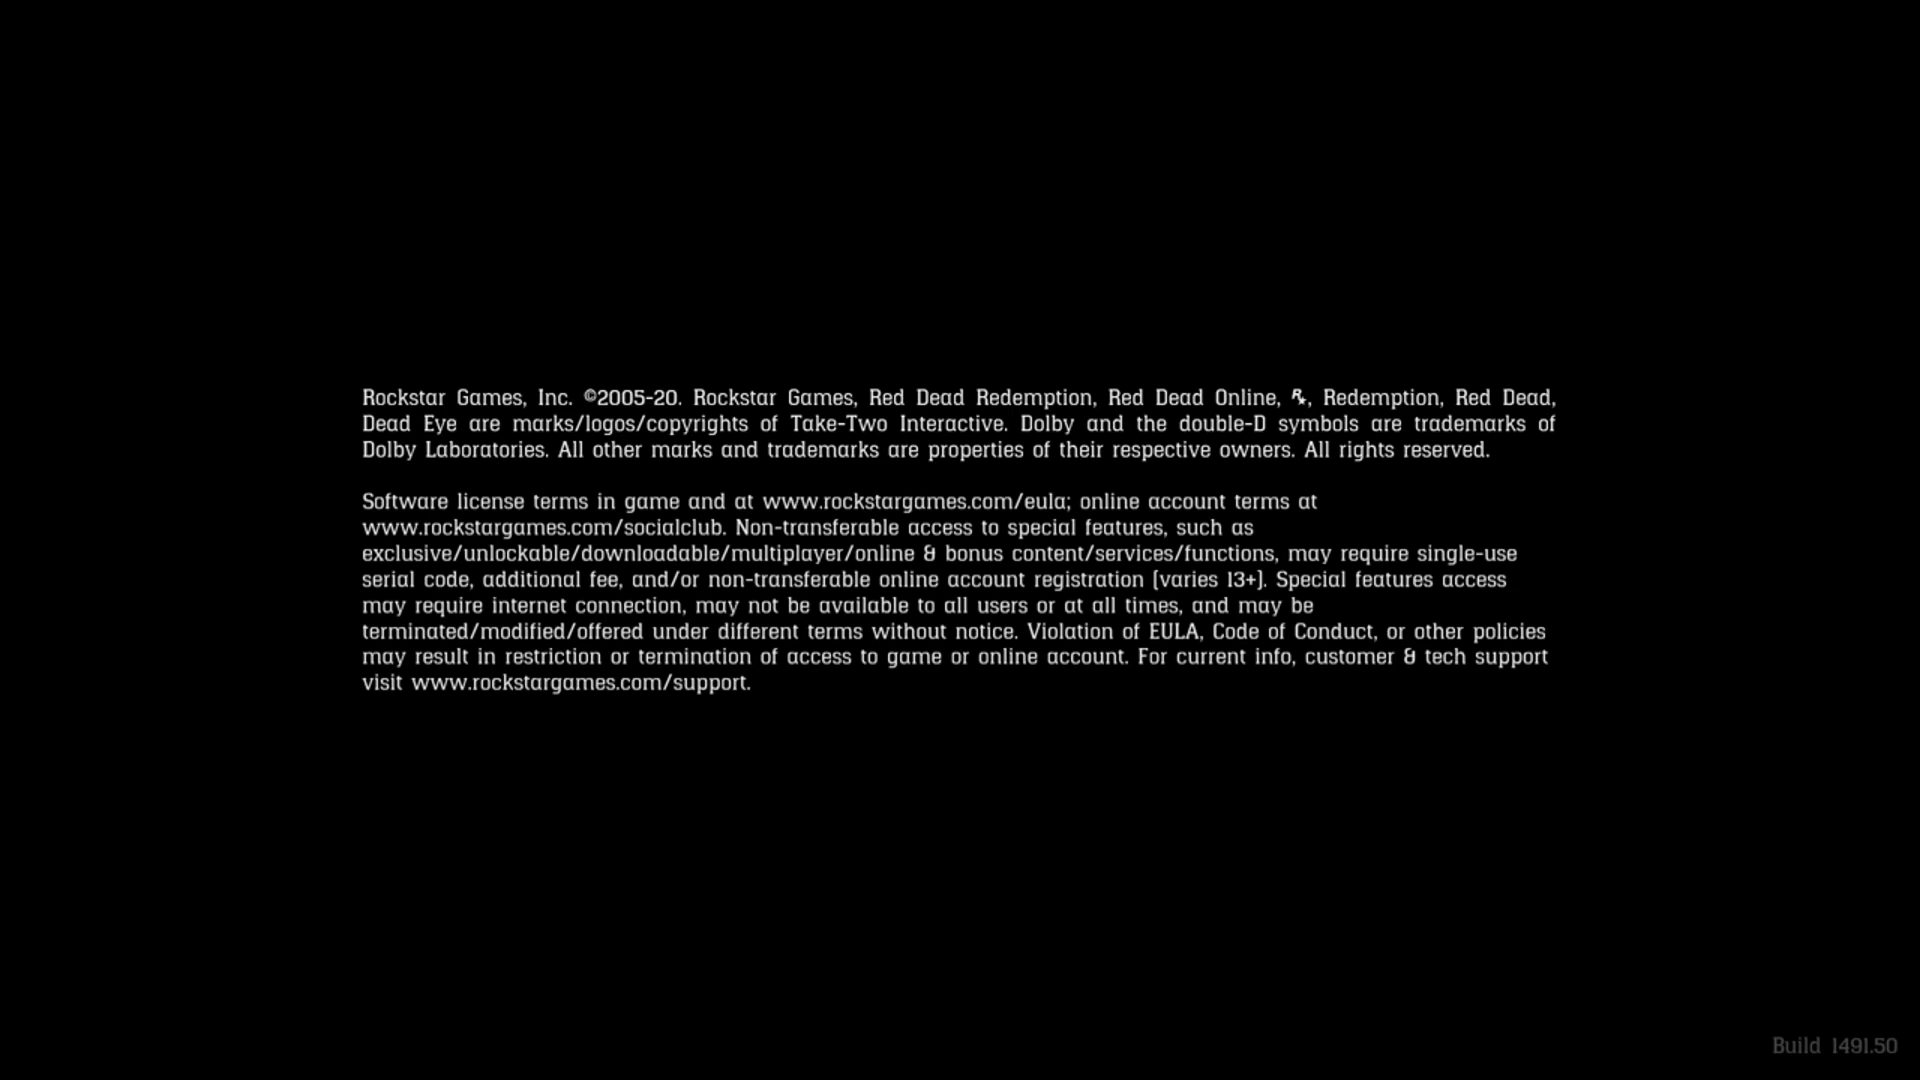 Rockstar Games, Inc. ©2005-20. Rockstar Games, Red Dead Redemption, Red Dead Online, R★, Redemption, Red Dead,
Dead Eye are marks/logos/copyrights of Take-Two Interactive. Dolby and the double-D symbols are trademarks of
Dolby Laboratories. All other marks and trademarks are properties of their respective owners. All rights reserved.
Software license terms in game and at www.rockstargames.com/eula; online account terms at
www.rockstargames.com/socialclub. Non-transferable access to special features, such as
exclusive/unlockable/downloadable/multiplayer/online & bonus content/services/functions, may require single-use
serial code, additional fee, and/or non-transferable online account registration (varies 13+). Special features access
may require internet connection, may not be available to all users or at all times, and may be
terminated/modified/offered under different terms without notice. Violation of EULA, Code of Conduct, or other policies
may result in restriction or termination of access to game or online account. For current info, customer & tech support
visit www.rockstargames.com/support.
Build 1491.50